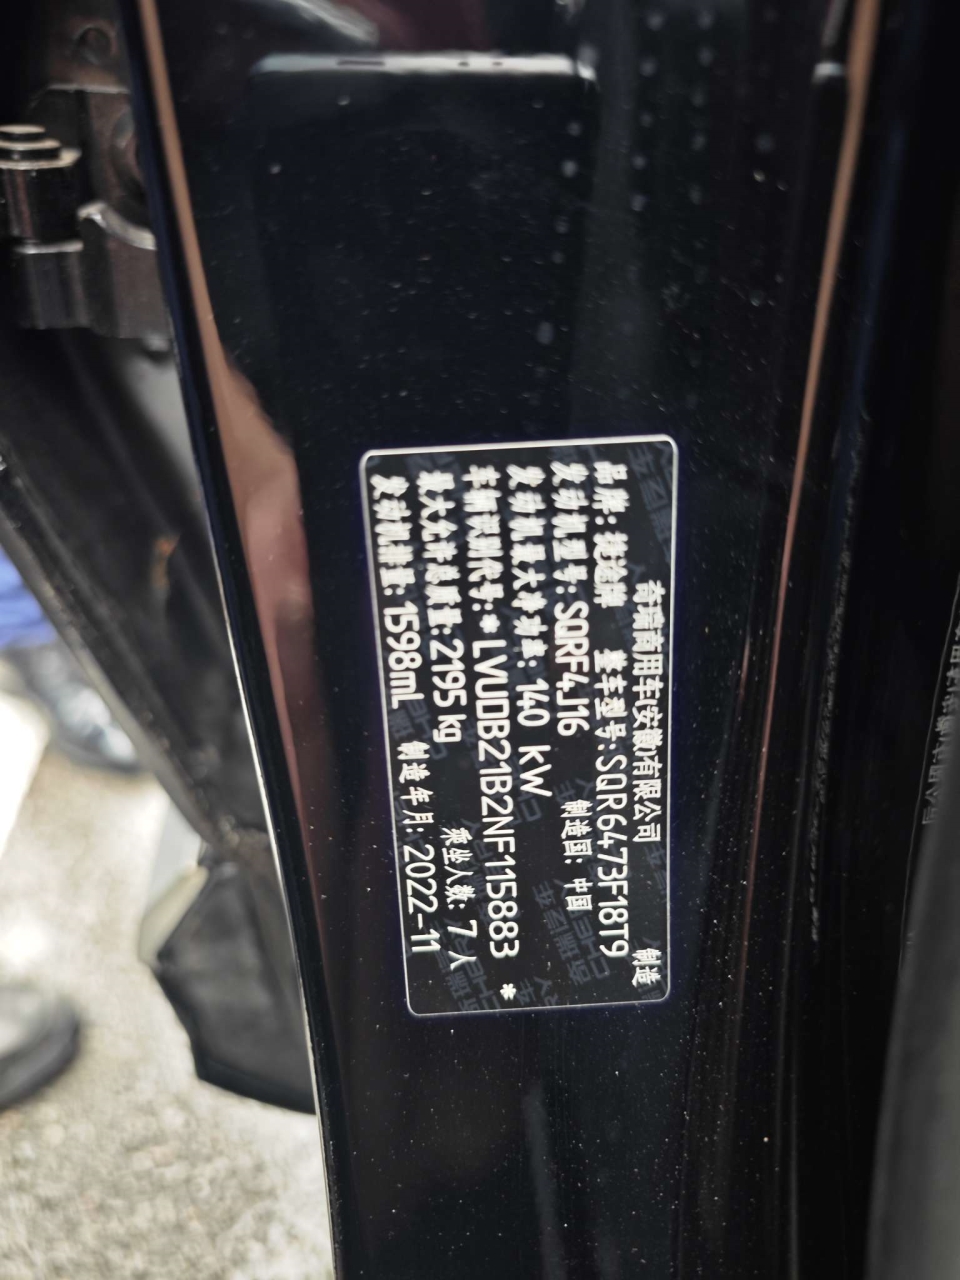 奇瑞商用车(安徽)有限公司 制造
品牌:捷途牌 整车型号:SQR6473F18T9
发动机型号:SQRF4J16 制造国:中国
发动机最大净功率:140 kW
车辆识别代号:*LVUDB21B2NF115883*
最大允许总质量:2195kg 乘坐人数:7人
发动机排量:1598mL 制造年月:2022-11